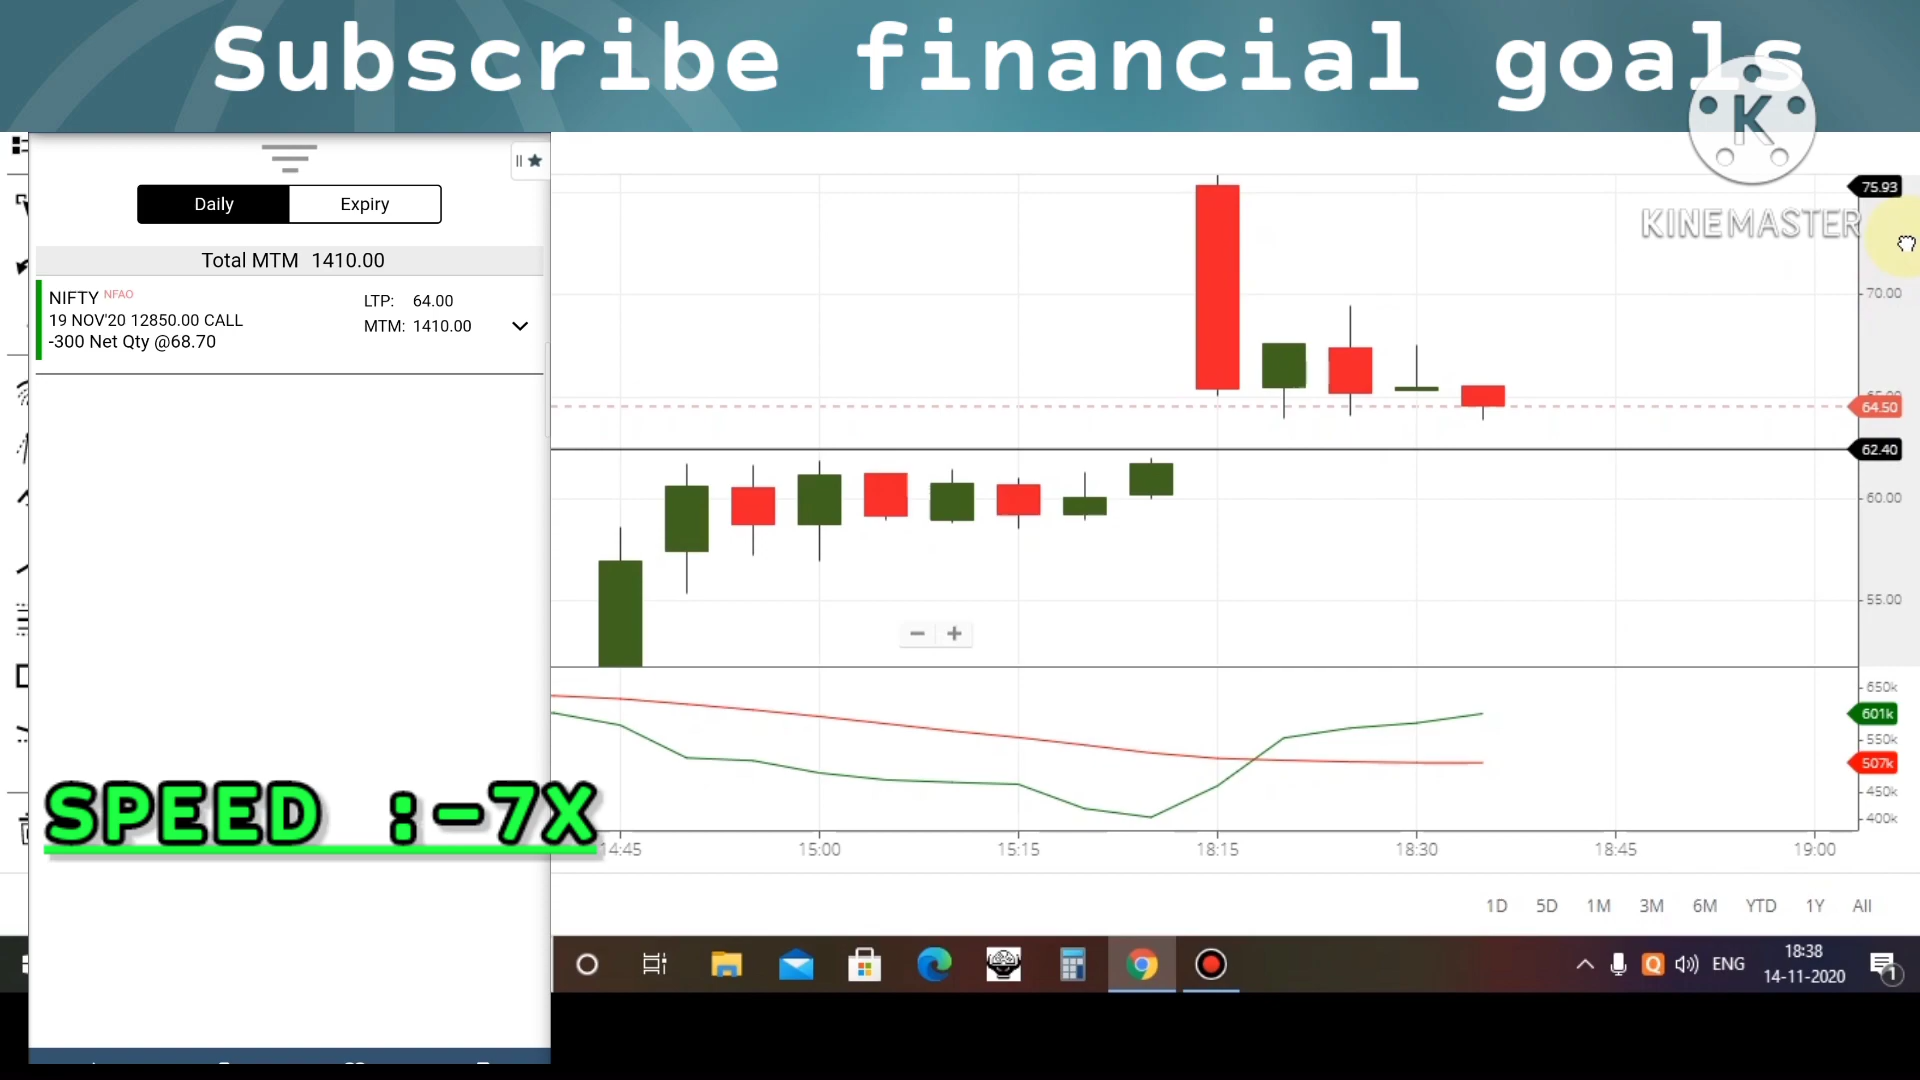 Subscribe financial goals
K
KINEMASTER
Daily Expiry
Total MTM 1410.00
NIFTY NFAO
19 NOV'20 12850.00 CALL
-300 Net Qty @68.70
LTP: 64.00
MTM: 1410.00
75.93
70.00
64.50
62.40
60.00
55.00
650k
601k
550k
507k
450k
400k
SPEED :-7X
14:45 15:00 15:15 18:15 18:30 18:45 19:00
1D 5D 1M 3M 6M YTD 1Y All
ENG
18:38
14-11-2020
1